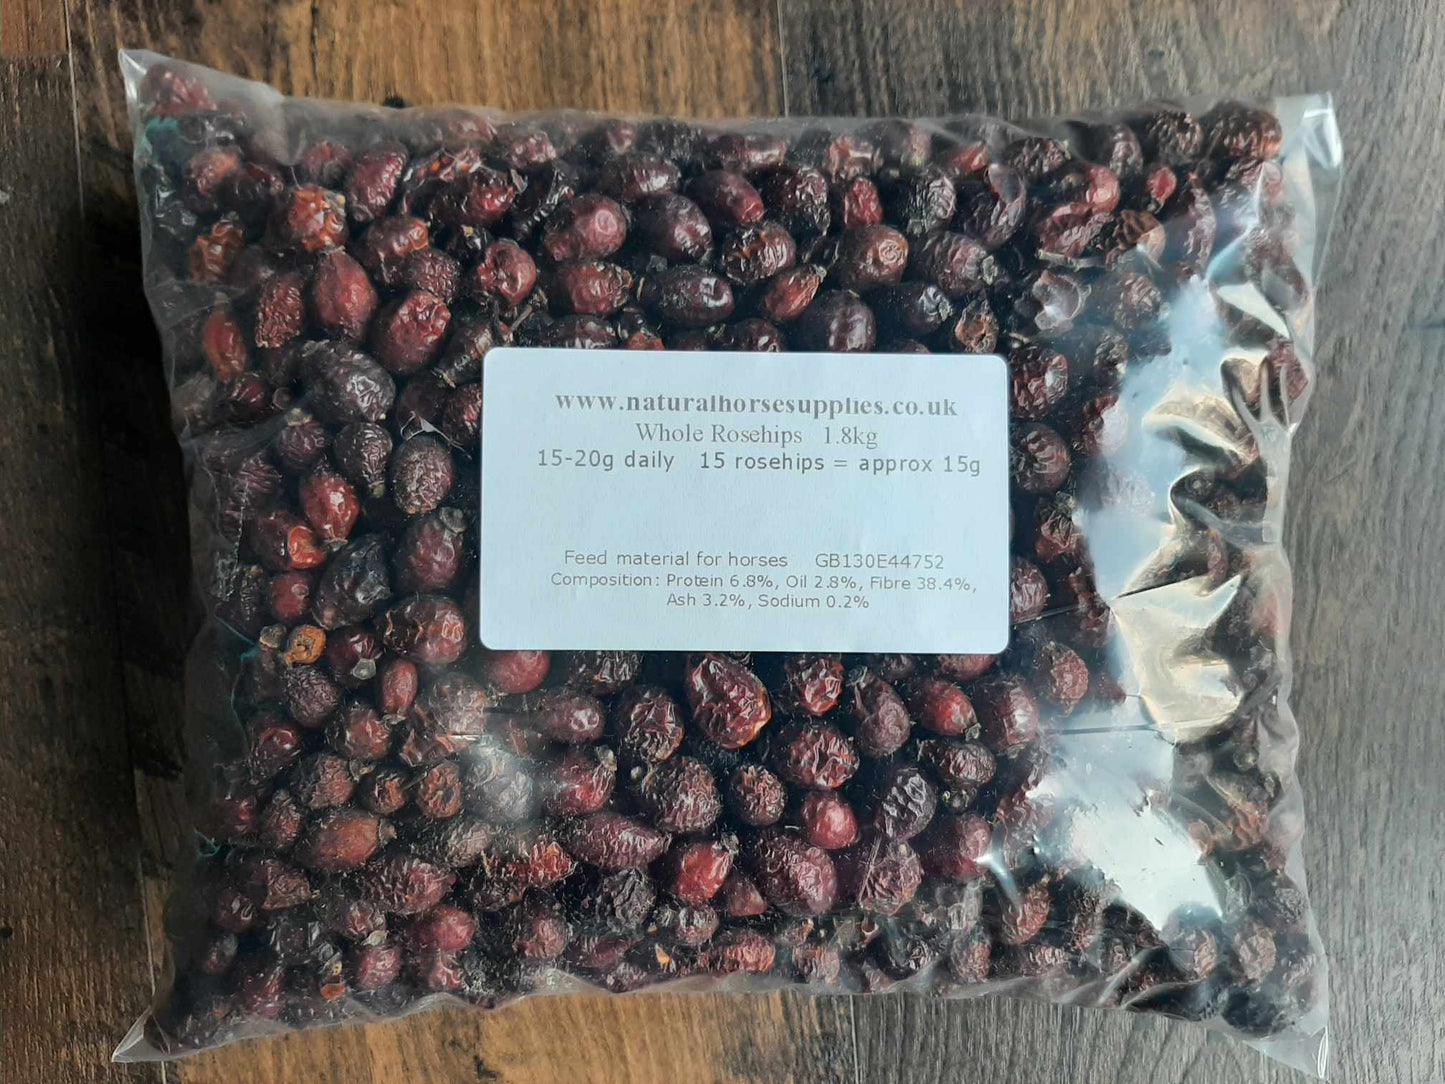 www.naturalhorsesupplies.co.uk
Whole Rosehips 1.8kg
15-20g daily 15 rosehips = approx 15g
Feed material for horses GB130E44752
Composition: Protein 6.8%, Oil 2.8%, Fibre 38.4%,
Ash 3.2%, Sodium 0.2%